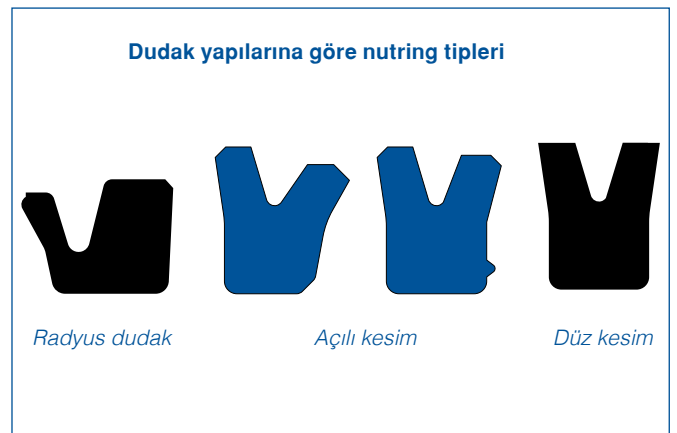 Dudak yapılarına göre nutring tipleri
Radyus dudak
Açılı kesim
Düz kesim